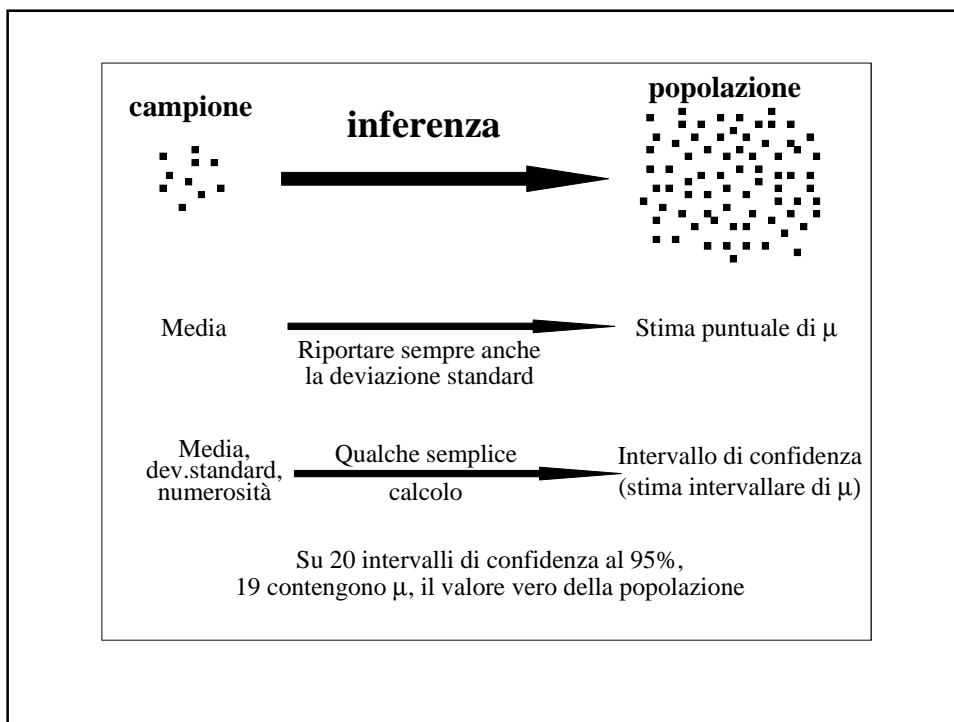 campione
inferenza
popolazione
Media
Riportare sempre anche
la deviazione standard
Stima puntuale di μ
Media,
dev.standard,
numerosità
Qualche semplice
calcolo
Intervallo di confidenza
(stima intervallare di μ)
Su 20 intervalli di confidenza al 95%,
19 contengono μ, il valore vero della popolazione